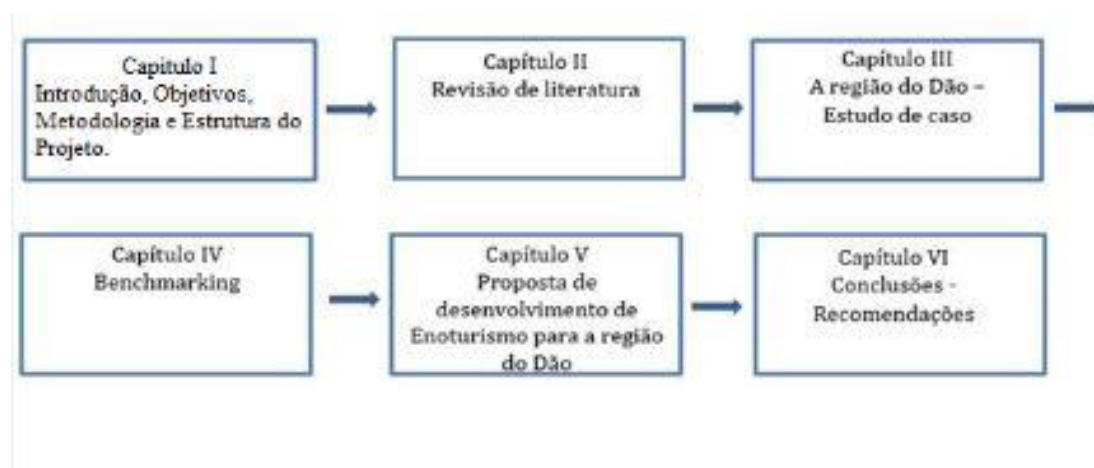 Capitulo I
Introdução, Objetivos,
Metodologia e Estrutura do
Projeto.
Capítulo II
Revisão de literatura
Capítulo III
A região do Dão –
Estudo de caso
Capítulo IV
Benchmarking
Capítulo V
Proposta de
desenvolvimento de
Enoturismo para a região
do Dão
Capítulo VI
Conclusões -
Recomendações